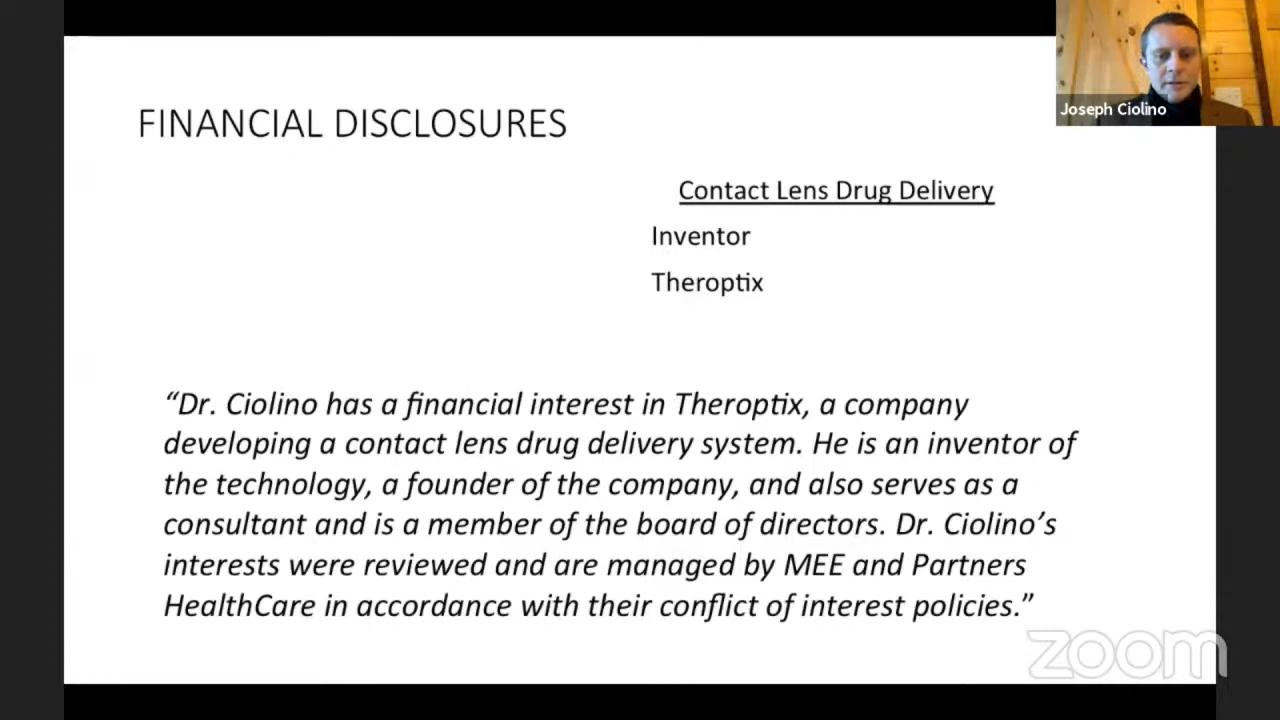 Joseph Ciolino
FINANCIAL DISCLOSURES
Contact Lens Drug Delivery
Inventor
Theroptix
“Dr. Ciolino has a financial interest in Theroptix, a company
developing a contact lens drug delivery system. He is an inventor of
the technology, a founder of the company, and also serves as a
consultant and is a member of the board of directors. Dr. Ciolino’s
interests were reviewed and are managed by MEE and Partners
HealthCare in accordance with their conflict of interest policies.”
zoom